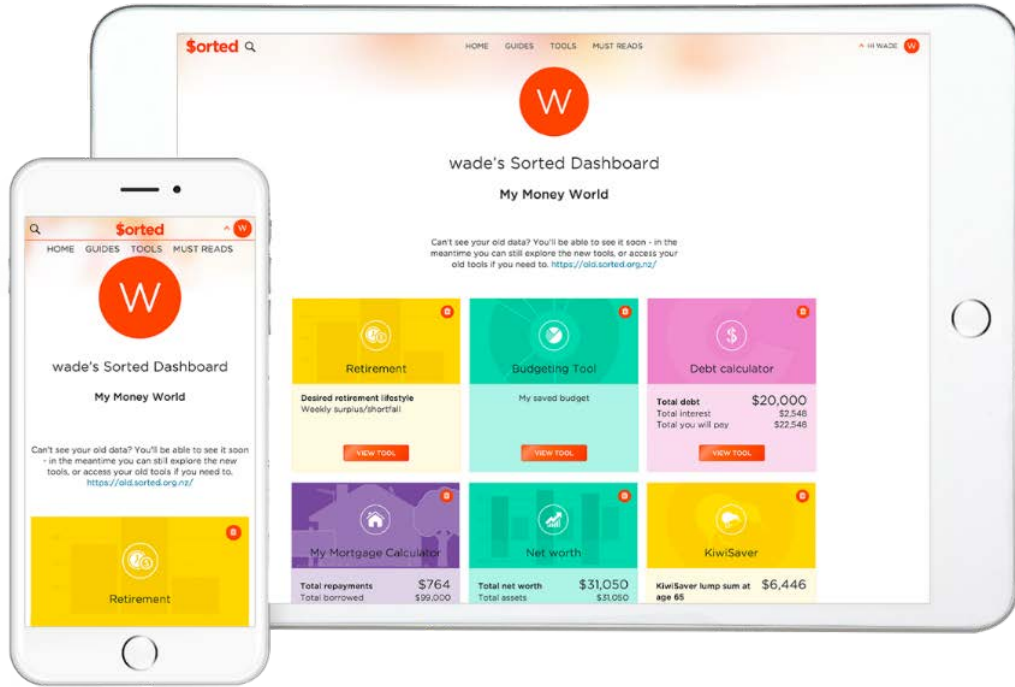 $orted
HOME GUIDES TOOLS MUST READS
HI WADE W
W
wade's Sorted Dashboard
My Money World
Can't see your old data? You'll be able to see it soon - in the
meantime you can still explore the new tools, or access your
old tools if you need to. https://old.sorted.org.nz/
Retirement
Desired retirement lifestyle
Weekly surplus/shortfall
VIEW TOOL
Budgeting Tool
My saved budget
VIEW TOOL
Debt calculator
Total debt $20,000
Total interest $2,548
Total you will pay $22,548
VIEW TOOL
My Mortgage Calculator
Total repayments $764
Total borrowed $99,000
Net worth
Total net worth $31,050
Total assets $31,050
KiwiSaver
KiwiSaver lump sum at $6,446
age 65
$orted
W
HOME GUIDES TOOLS MUST READS
W
wade's Sorted Dashboard
My Money World
Can't see your old data? You'll be able to see it soon
- in the meantime you can still explore the new
tools, or access your old tools if you need to.
https://old.sorted.org.nz/
Retirement